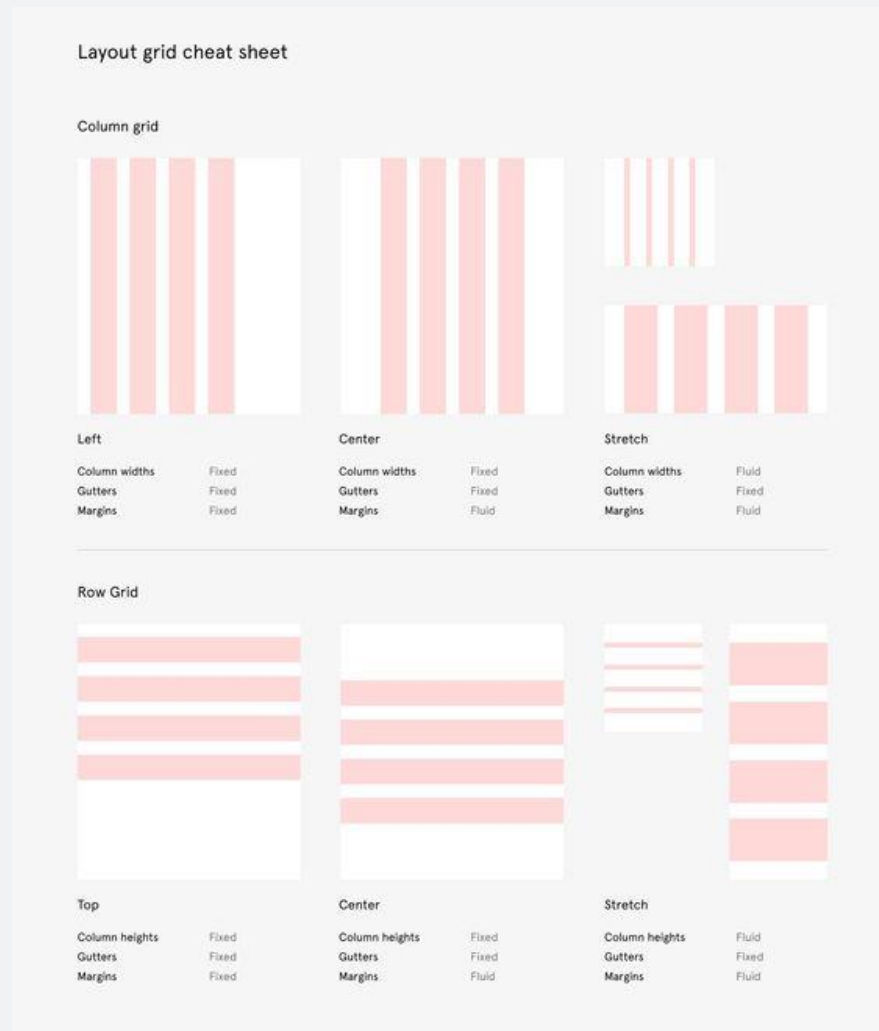 Layout grid cheat sheet
Column grid
Left
Column widths Fixed
Gutters Fixed
Margins Fixed
Center
Column widths Fixed
Gutters Fixed
Margins Fluid
Stretch
Column widths Fluid
Gutters Fixed
Margins Fluid
Row Grid
Top
Column heights Fixed
Gutters Fixed
Margins Fixed
Center
Column heights Fixed
Gutters Fixed
Margins Fluid
Stretch
Column heights Fluid
Gutters Fixed
Margins Fluid